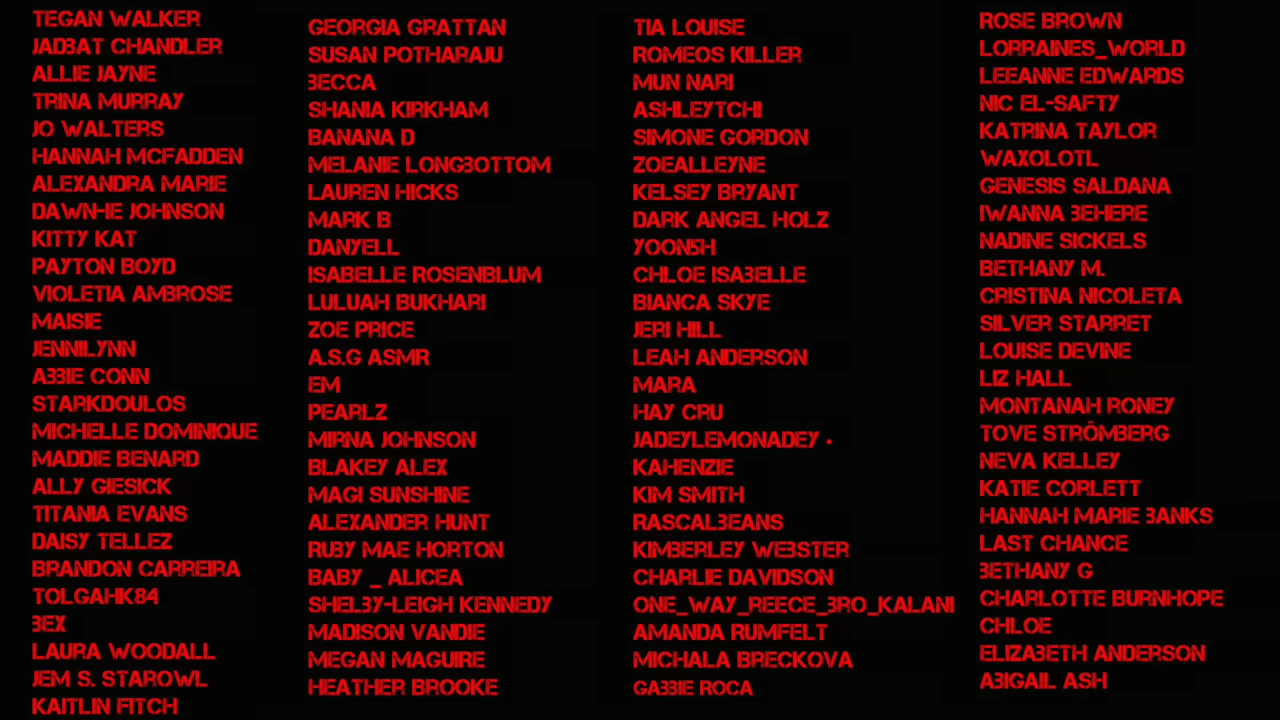 TEGAN WALKER
JADBAT CHANDLER
ALLIE JAYNE
TRINA MURRAY
JO WALTERS
HANNAH MCFADDEN
ALEXANDRA MARIE
DAWN-IE JOHNSON
KITTY KAT
PAYTON BOYD
VIOLETIA AMBROSE
MAISIE
JENNILYNN
ABBIE CONN
STARKDOULOS
MICHELLE DOMINIQUE
MADDIE BENARD
ALLY GIESICK
TITANIA EVANS
DAISY TELLEZ
BRANDON CARREIRA
TOLGAHK84
BEX
LAURA WOODALL
JEM S. STAROWL
KAITLIN FITCH
GEORGIA GRATTAN
SUSAN POTHARAJU
BECCA
SHANIA KIRKHAM
BANANA D
MELANIE LONGBOTTOM
LAUREN HICKS
MARK B
DANYELL
ISABELLE ROSENBLUM
LULUAH BUKHARI
ZOE PRICE
A.S.G ASMR
EM
PEARLZ
MIRNA JOHNSON
BLAKEY ALEX
MAGI SUNSHINE
ALEXANDER HUNT
RUBY MAE HORTON
BABY _ ALICEA
SHELBY-LEIGH KENNEDY
MADISON VANDIE
MEGAN MAGUIRE
HEATHER BROOKE
TIA LOUISE
ROMEOS KILLER
MUN NARI
ASHLEYTCHI
SIMONE GORDON
ZOEALLEYNE
KELSEY BRYANT
DARK ANGEL HOLZ
YOON5H
CHLOE ISABELLE
BIANCA SKYE
JERI HILL
LEAH ANDERSON
MARA
HAY CRU
JADEYLEMONADEY •
KAHENZIE
KIM SMITH
RASCALBEANS
KIMBERLEY WEBSTER
CHARLIE DAVIDSON
ONE_WAY_REECE_BRO_KALANI
AMANDA RUMFELT
MICHALA BRECKOVA
GABBIE ROCA
ROSE BROWN
LORRAINES_WORLD
LEEANNE EDWARDS
NIC EL-SAFTY
KATRINA TAYLOR
WAXOLOTL
GENESIS SALDANA
IWANNA BEHERE
NADINE SICKELS
BETHANY M.
CRISTINA NICOLETA
SILVER STARRET
LOUISE DEVINE
LIZ HALL
MONTANAH RONEY
TOVE STRÖMBERG
NEVA KELLEY
KATIE CORLETT
HANNAH MARIE BANKS
LAST CHANCE
BETHANY G
CHARLOTTE BURNHOPE
CHLOE
ELIZABETH ANDERSON
ABIGAIL ASH